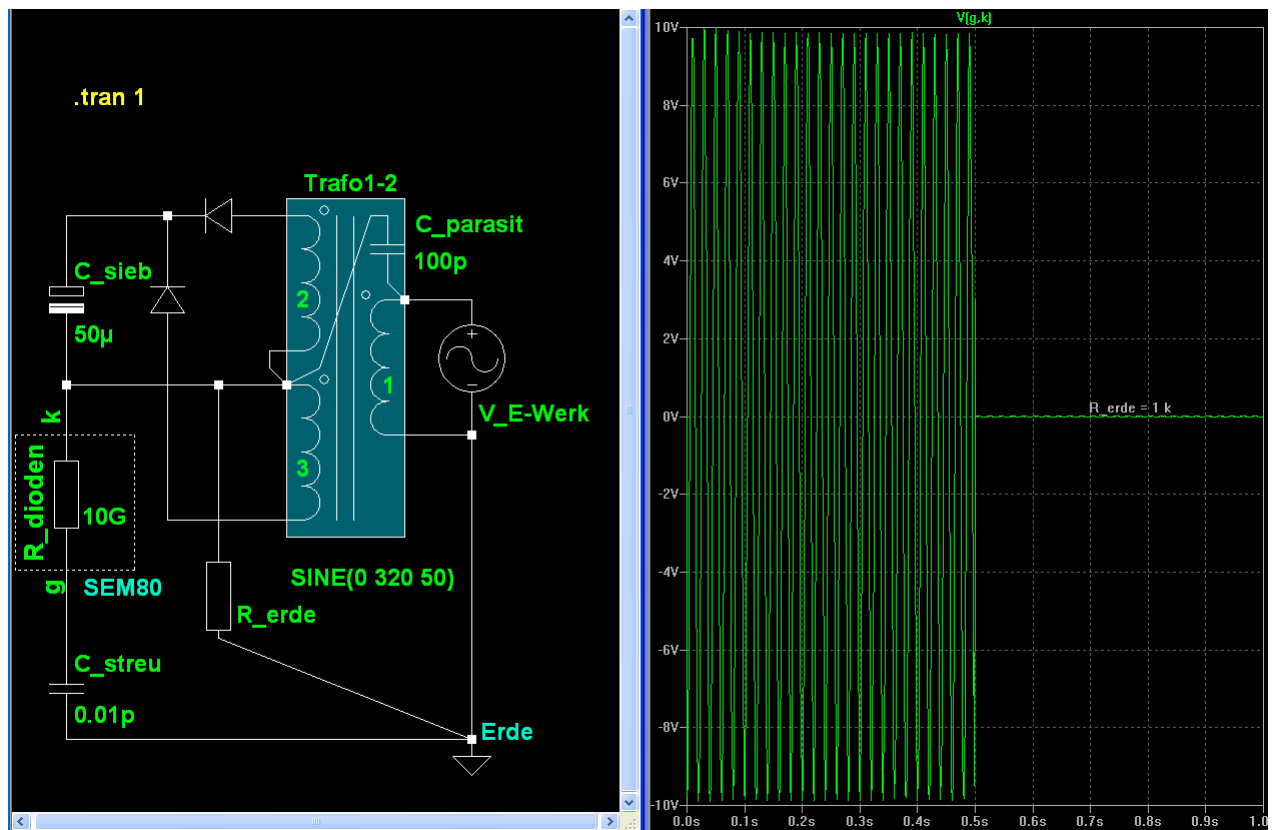 .tran 1
Trafo1-2
C_parasit
100p
C_sieb
50µ
2
1
3
+
−
V_E-Werk
k
R_dioden
10G
g
SEM80
SINE(0 320 50)
R_erde
C_streu
0.01p
Erde
V(g,k)
10V
8V
6V
4V
2V
0V
-2V
-4V
-6V
-8V
-10V
R_erde = 1 k
0.0s 0.1s 0.2s 0.3s 0.4s 0.5s 0.6s 0.7s 0.8s 0.9s 1.0